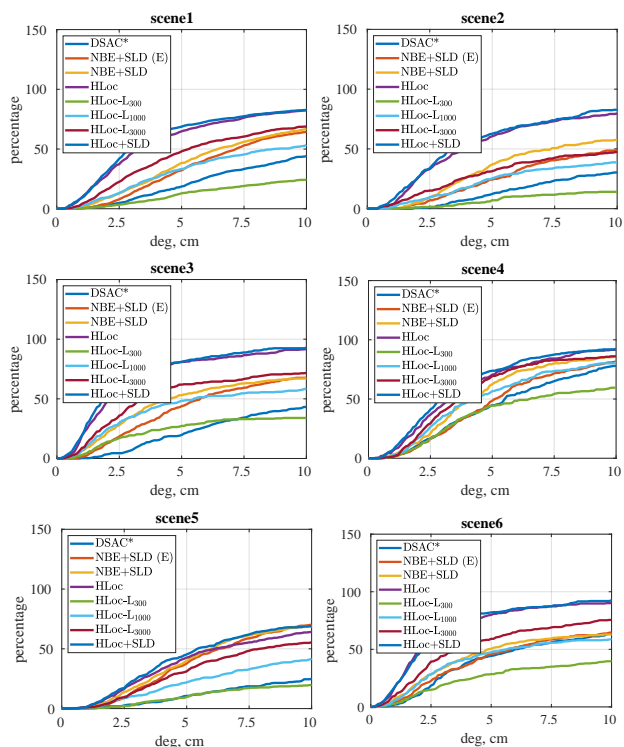 scene1
150
100
50
0
percentage
0
2.5
5
7.5
10
deg, cm
DSAC*
NBE+SLD (E)
NBE+SLD
HLoc
HLoc-L300
HLoc-L1000
HLoc-L3000
HLoc+SLD
scene2
150
100
50
0
percentage
0
2.5
5
7.5
10
deg, cm
DSAC*
NBE+SLD (E)
NBE+SLD
HLoc
HLoc-L300
HLoc-L1000
HLoc-L3000
HLoc+SLD
scene3
150
100
50
0
percentage
0
2.5
5
7.5
10
deg, cm
DSAC*
NBE+SLD (E)
NBE+SLD
HLoc
HLoc-L300
HLoc-L1000
HLoc-L3000
HLoc+SLD
scene4
150
100
50
0
percentage
0
2.5
5
7.5
10
deg, cm
DSAC*
NBE+SLD (E)
NBE+SLD
HLoc
HLoc-L300
HLoc-L1000
HLoc-L3000
HLoc+SLD
scene5
150
100
50
0
percentage
0
2.5
5
7.5
10
deg, cm
DSAC*
NBE+SLD (E)
NBE+SLD
HLoc
HLoc-L300
HLoc-L1000
HLoc-L3000
HLoc+SLD
scene6
150
100
50
0
percentage
0
2.5
5
7.5
10
deg, cm
DSAC*
NBE+SLD (E)
NBE+SLD
HLoc
HLoc-L300
HLoc-L1000
HLoc-L3000
HLoc+SLD